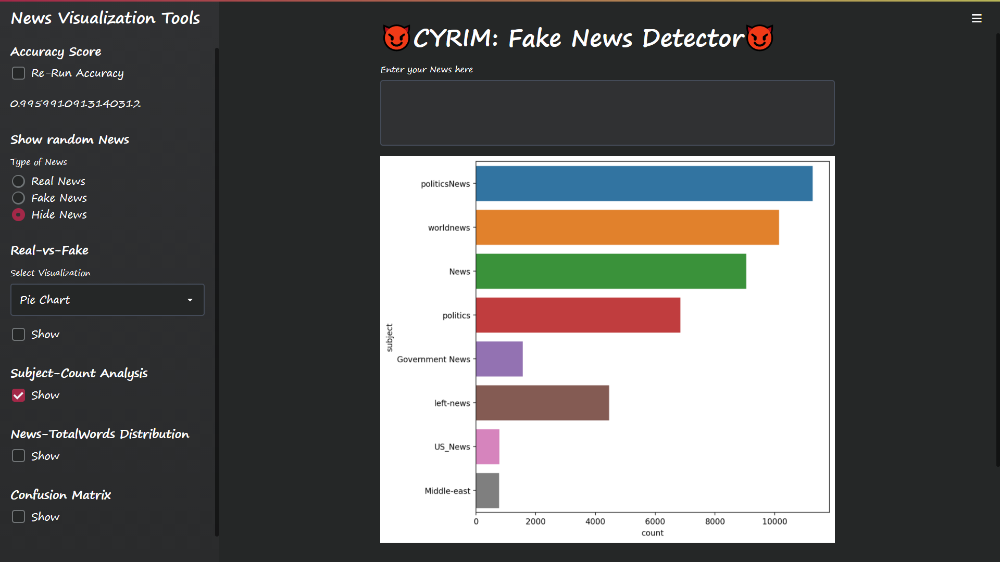 News Visualization Tools
Accuracy Score
Re-Run Accuracy
0.9959910913140312
Show random News
Type of News
Real News
Fake News
Hide News
Real-vs-Fake
Select Visualization
Pie Chart
Show
Subject-Count Analysis
Show
News-TotalWords Distribution
Show
Confusion Matrix
Show
CYRIM: Fake News Detector
Enter your News here
subject
politicsNews
worldnews
News
politics
Government News
left-news
US_News
Middle-east
0 2000 4000 6000 8000 10000
count